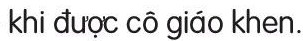 khi được cô giáo khen.